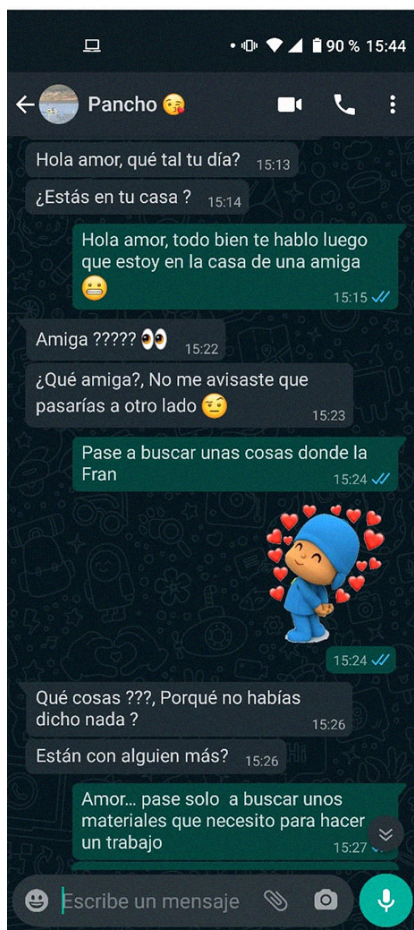 90 % 15:44
Pancho 😘
Hola amor, qué tal tu día? 15:13
¿Estás en tu casa ? 15:14
Hola amor, todo bien te hablo luego
que estoy en la casa de una amiga
😬 15:15
Amiga ????? 👀 15:22
¿Qué amiga?, No me avisaste que
pasarías a otro lado 🤨 15:23
Pase a buscar unas cosas donde la
Fran 15:24
15:24
Qué cosas ???, Porqué no habías
dicho nada ? 15:26
Están con alguien más? 15:26
Amor... pase solo a buscar unos
materiales que necesito para hacer
un trabajo 15:27
Escribe un mensaje